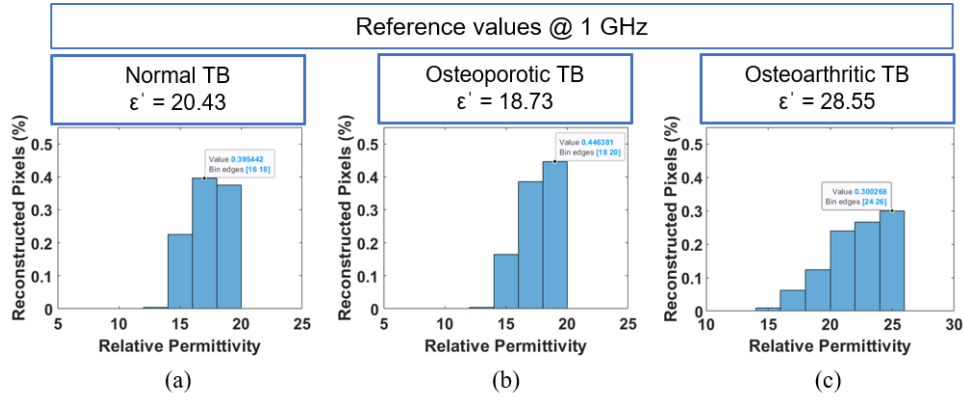 Reference values @ 1 GHz
Normal TB
ε' = 20.43
Osteoporotic TB
ε' = 18.73
Osteoarthritic TB
ε' = 28.55
Reconstructed Pixels (%)
0.5
0.4
0.3
0.2
0.1
0
Value 0.395442
Bin edges [16 18]
5 10 15 20 25
Relative Permittivity
(a)
Reconstructed Pixels (%)
0.5
0.4
0.3
0.2
0.1
0
Value 0.446381
Bin edges [18 20]
5 10 15 20 25
Relative Permittivity
(b)
Reconstructed Pixels (%)
0.5
0.4
0.3
0.2
0.1
0
Value 0.300268
Bin edges [24 26]
10 15 20 25 30
Relative Permittivity
(c)